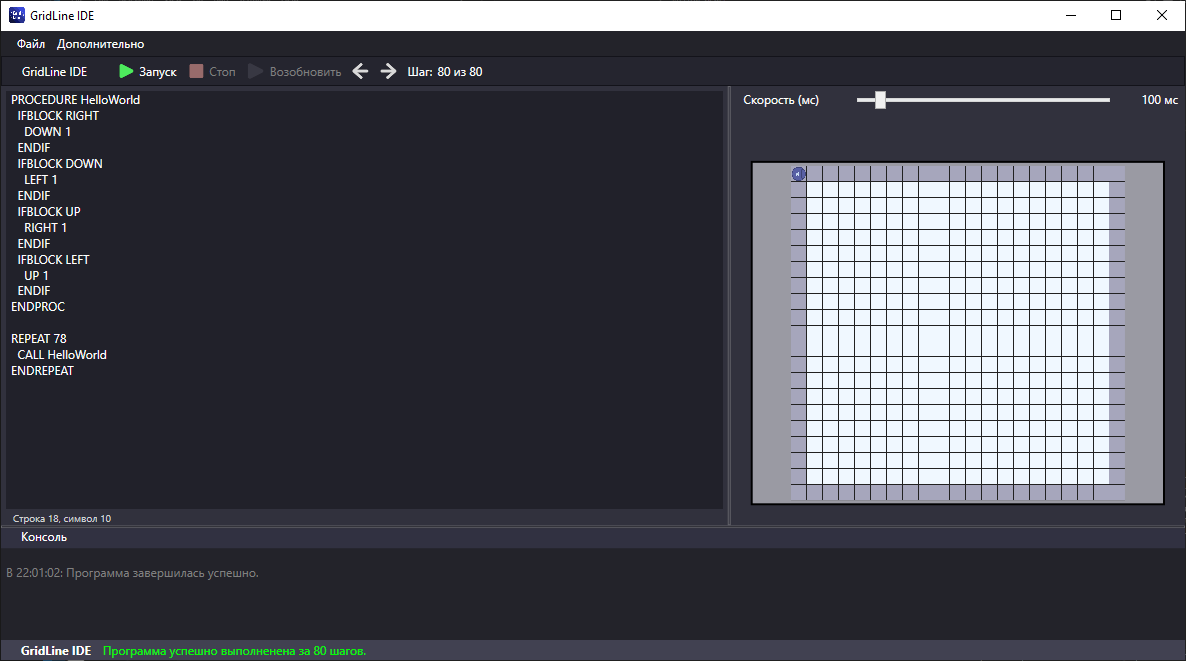 GridLine IDE
Файл Дополнительно
GridLine IDE Запуск Стоп Возобновить Шаг: 80 из 80
PROCEDURE HelloWorld
IFBLOCK RIGHT
DOWN 1
ENDIF
IFBLOCK DOWN
LEFT 1
ENDIF
IFBLOCK UP
RIGHT 1
ENDIF
IFBLOCK LEFT
UP 1
ENDIF
ENDPROC
REPEAT 78
CALL HelloWorld
ENDREPEAT
Строка 18, символ 10
Скорость (мс) 100 мс
Консоль
В 22:01:02: Программа завершилась успешно.
GridLine IDE Программа успешно выполненена за 80 шагов.